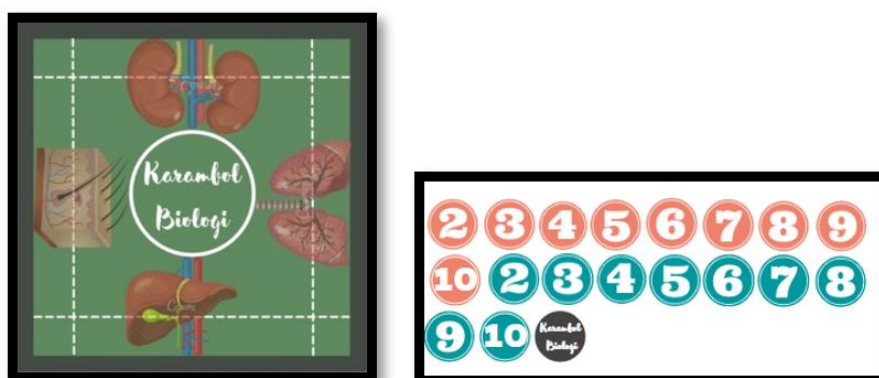 Karambol
Biologi
2 3 4 5 6 7 8 9
10 2 3 4 5 6 7 8
9 10 Karambol
Biologi